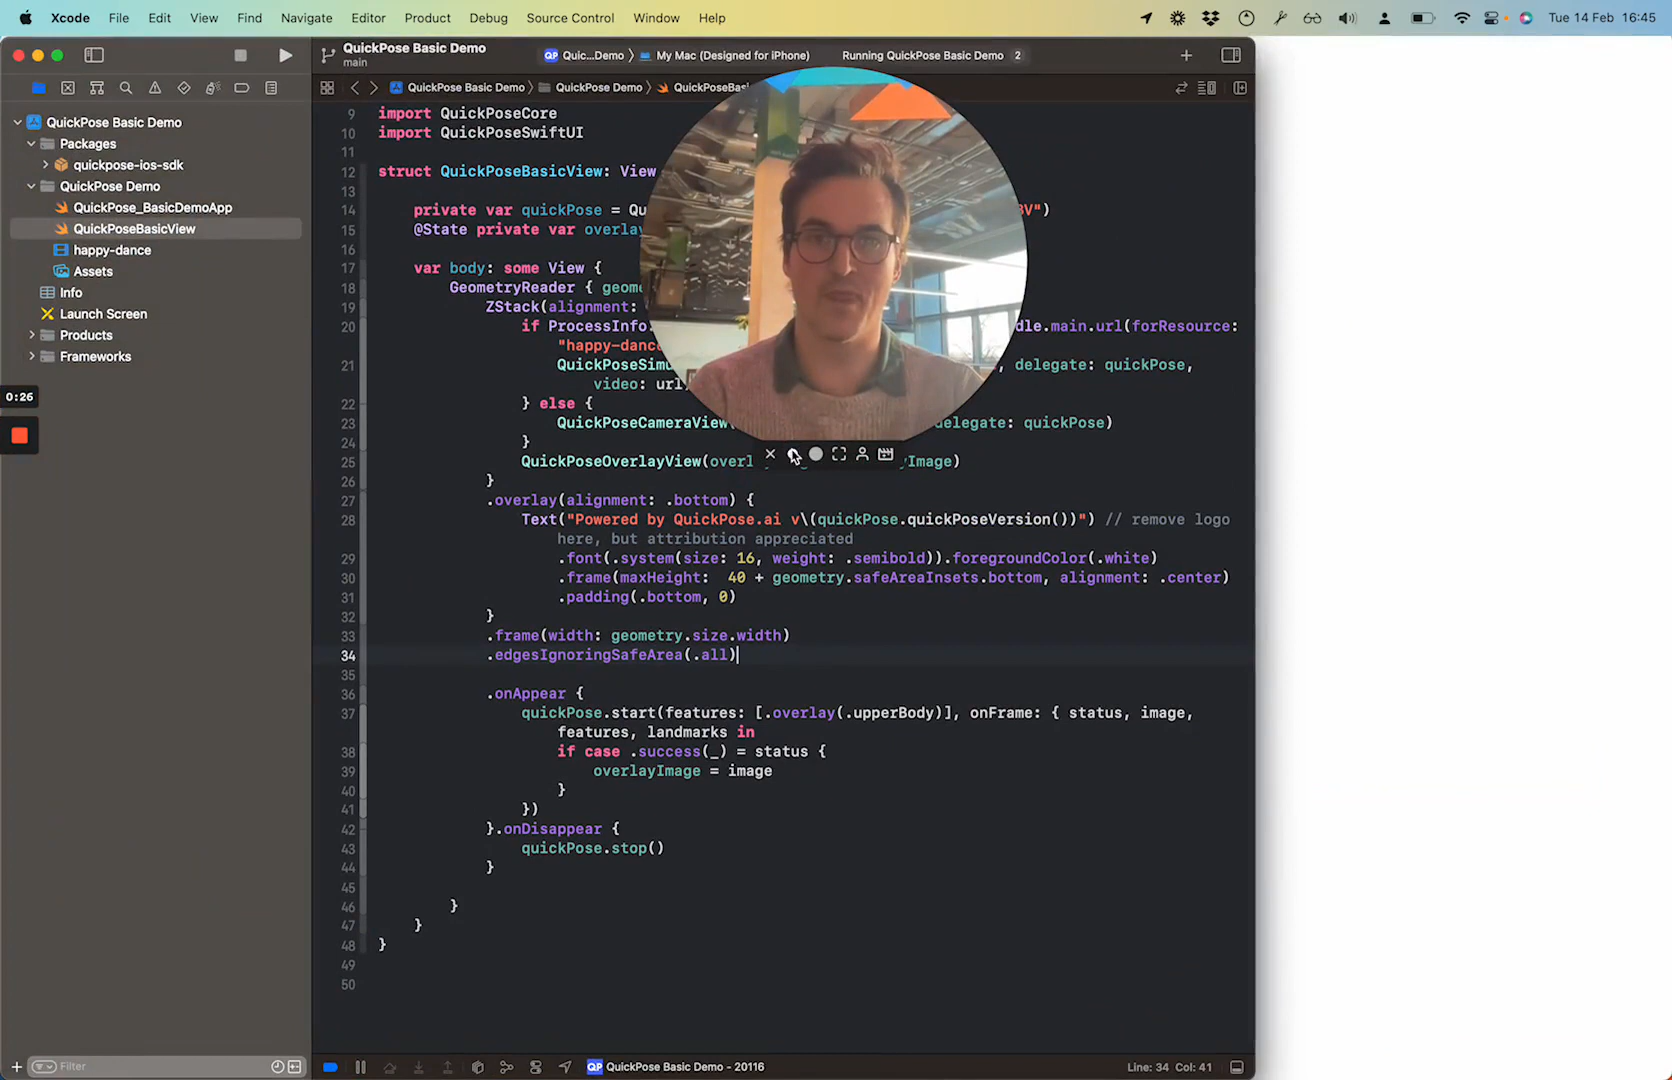 Xcode File Edit View Find Navigate Editor Product Debug Source Control Window Help Tue 14 Feb 16:45
QuickPose Basic Demo
main
QP Quic...Demo My Mac (Designed for iPhone) Running QuickPose Basic Demo 2
QuickPose Basic Demo QuickPose Demo QuickPoseBas
QuickPose Basic Demo
Packages
quickpose-ios-sdk
QuickPose Demo
QuickPose_BasicDemoApp
QuickPoseBasicView
happy-dance
Assets
Info
Launch Screen
Products
Frameworks
0:26
9 import QuickPoseCore
10 import QuickPoseSwiftUI
11
12 struct QuickPoseBasicView: View
13
14 private var quickPose = Qu V")
15 @State private var overlay
16
17 var body: some View {
18 GeometryReader { geom
19 ZStack(alignment:
20 if ProcessInfo. dle.main.url(forResource:
"happy-danc
21 QuickPoseSimu , delegate: quickPose,
video: url)
22 } else {
23 QuickPoseCameraView( delegate: quickPose)
24 }
25 QuickPoseOverlayView(overl yImage)
26 }
27 .overlay(alignment: .bottom) {
28 Text("Powered by QuickPose.ai v\(quickPose.quickPoseVersion())") // remove logo
here, but attribution appreciated
29 .font(.system(size: 16, weight: .semibold)).foregroundColor(.white)
30 .frame(maxHeight: 40 + geometry.safeAreaInsets.bottom, alignment: .center)
31 .padding(.bottom, 0)
32 }
33 .frame(width: geometry.size.width)
34 .edgesIgnoringSafeArea(.all)
35
36 .onAppear {
37 quickPose.start(features: [.overlay(.upperBody)], onFrame: { status, image,
features, landmarks in
38 if case .success(_) = status {
39 overlayImage = image
40 }
41 })
42 }.onDisappear {
43 quickPose.stop()
44 }
45
46 }
47 }
48 }
49
50
Filter
QP QuickPose Basic Demo - 20116
Line: 34 Col: 41